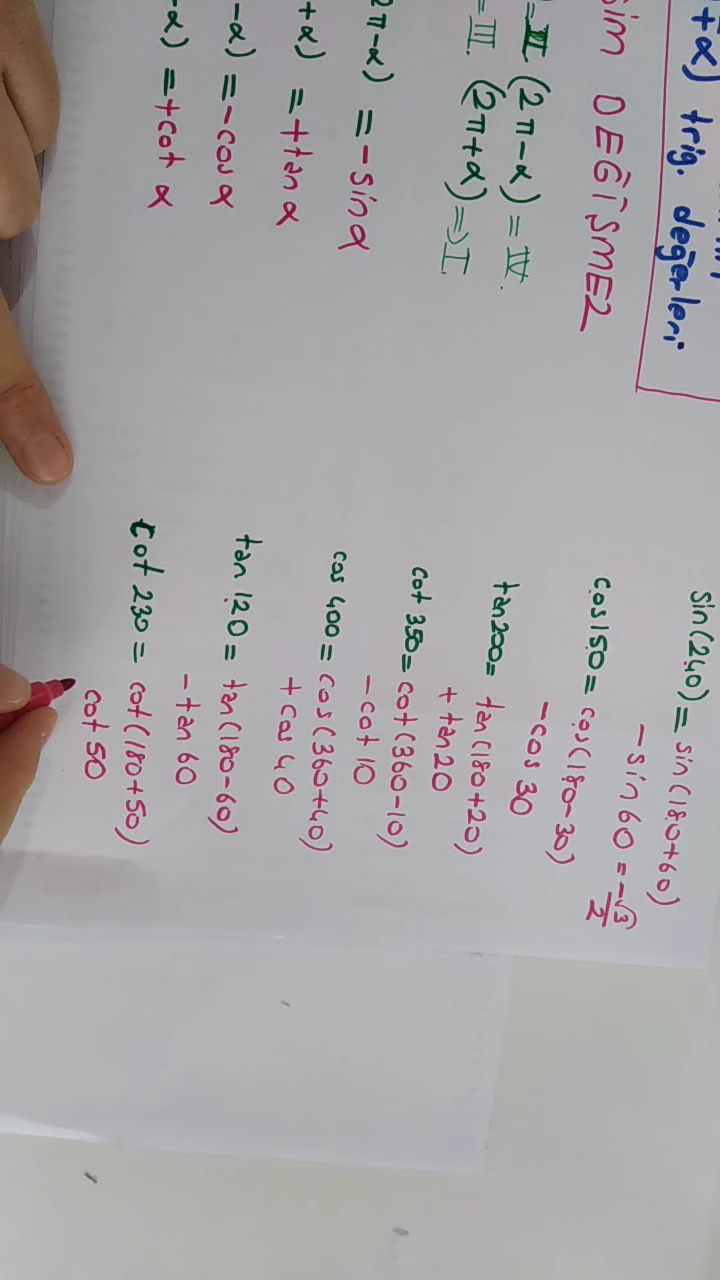 +α) trig. değerleri
sim DEĞİŞMEZ
(2π-α) = IV.
= III. (2π+α) => I.
2π-α) = -sinα
+α) = +tanα
-α) = -cosα
-α) = +cotα
sin(240) = sin(180+60)
-sin60 = -√3/2
cos150 = cos(180-30)
-cos30
tan200 = tan(180+20)
+tan20
cot350 = cot(360-10)
-cot10
cos400 = cos(360+40)
+cos40
tan120 = tan(180-60)
-tan60
cot230 = cot(180+50)
cot50